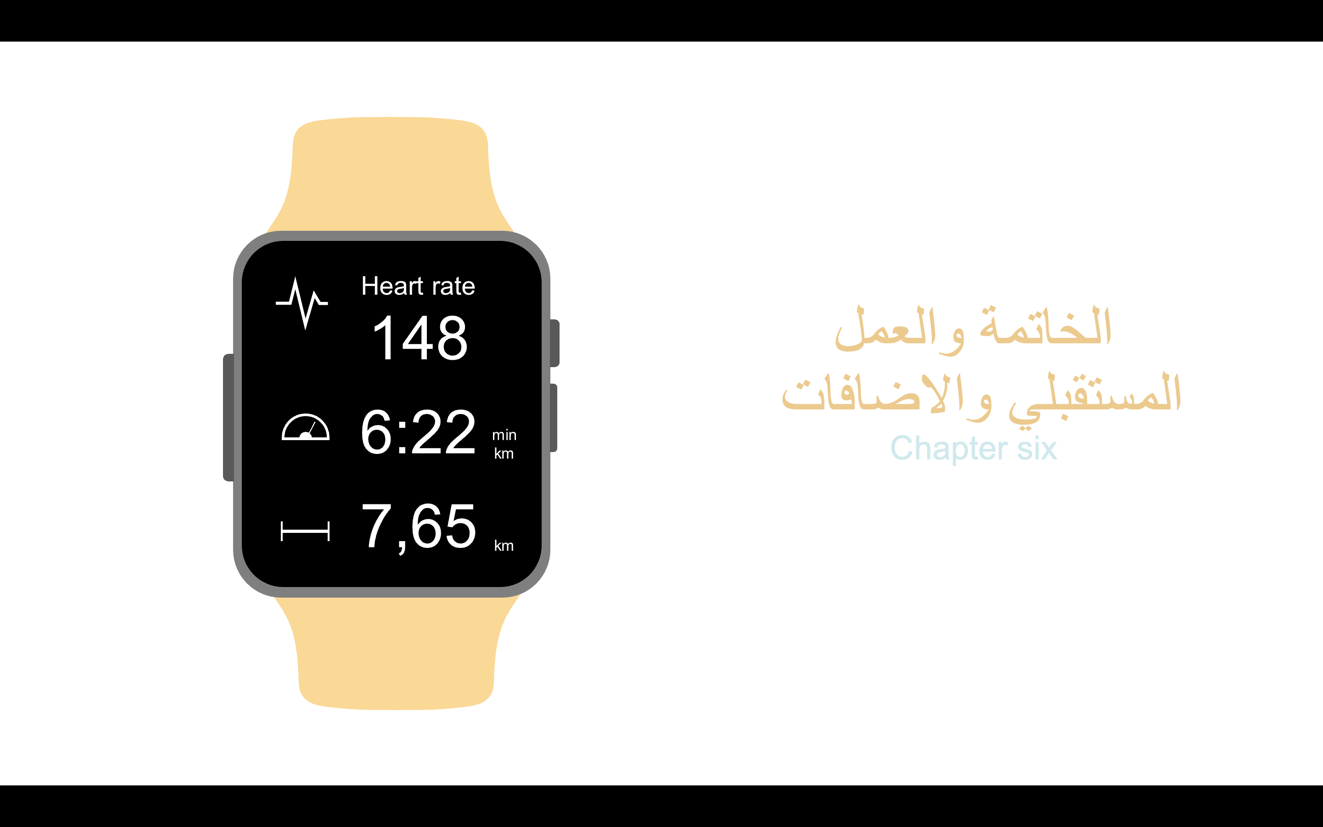 Heart rate
148
6:22 min
km
7,65 km
الخاتمة والعمل
المستقبلي والاضافات
Chapter six